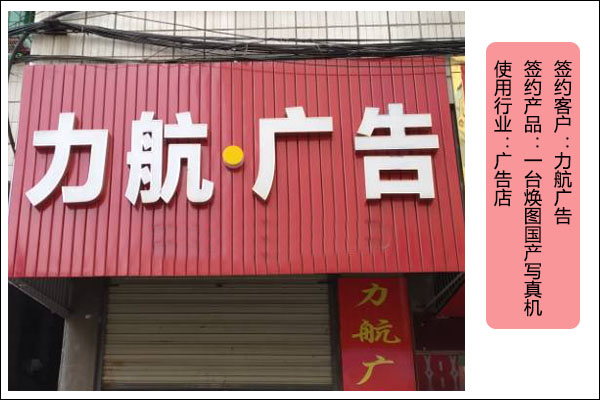 力航·广告
力航广
签约客户：力航广告
签约产品：一台焕图国产写真机
使用行业：广告店